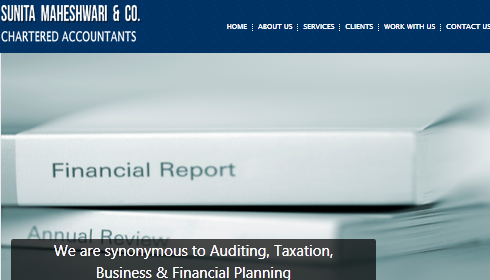 SUNITA MAHESHWARI & CO.
CHARTERED ACCOUNTANTS
HOME ABOUT US SERVICES CLIENTS WORK WITH US CONTACT US
Financial Report
Annual Review
We are synonymous to Auditing, Taxation,
Business & Financial Planning